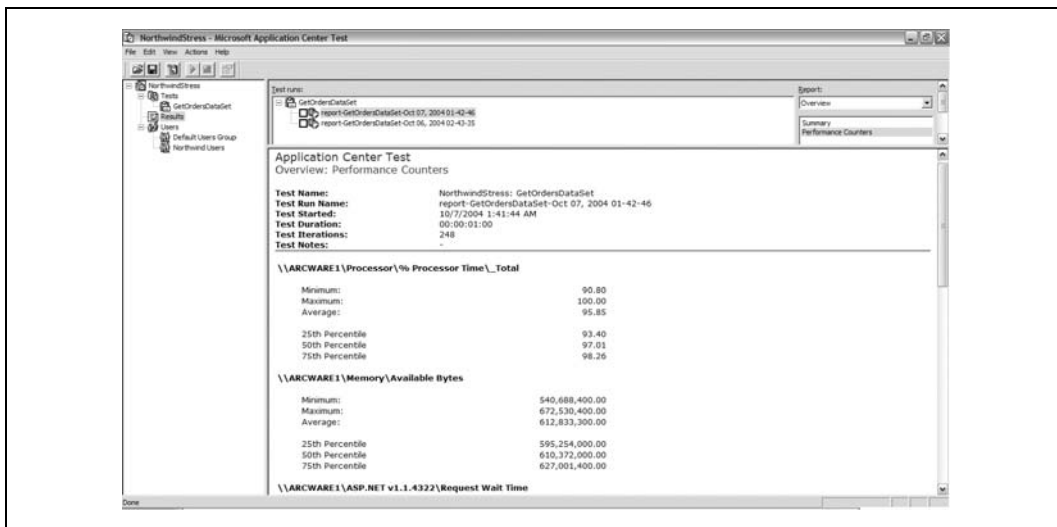 NorthwindStress - Microsoft Application Center Test
File Edit View Actions Help
NorthwindStress
Tests
GetOrdersDataSet
Results
Users
Default Users Group
Northwind Users
Test runs:
GetOrdersDataSet
report-GetOrdersDataSet-Oct 07, 2004 01-42-46
report-GetOrdersDataSet-Oct 06, 2004 02-43-35
Report:
Overview
Summary
Performance Counters
Application Center Test
Overview: Performance Counters
Test Name: NorthwindStress: GetOrdersDataSet
Test Run Name: report-GetOrdersDataSet-Oct 07, 2004 01-42-46
Test Started: 10/7/2004 1:41:44 AM
Test Duration: 00:00:01:00
Test Iterations: 248
Test Notes: -
\\ARCWARE1\Processor\% Processor Time\_Total
Minimum: 90.80
Maximum: 100.00
Average: 95.85
25th Percentile 93.40
50th Percentile 97.01
75th Percentile 98.26
\\ARCWARE1\Memory\Available Bytes
Minimum: 540,688,400.00
Maximum: 672,530,400.00
Average: 612,833,300.00
25th Percentile 595,254,000.00
50th Percentile 610,372,000.00
75th Percentile 627,001,400.00
\\ARCWARE1\ASP.NET v1.1.4322\Request Wait Time
Done